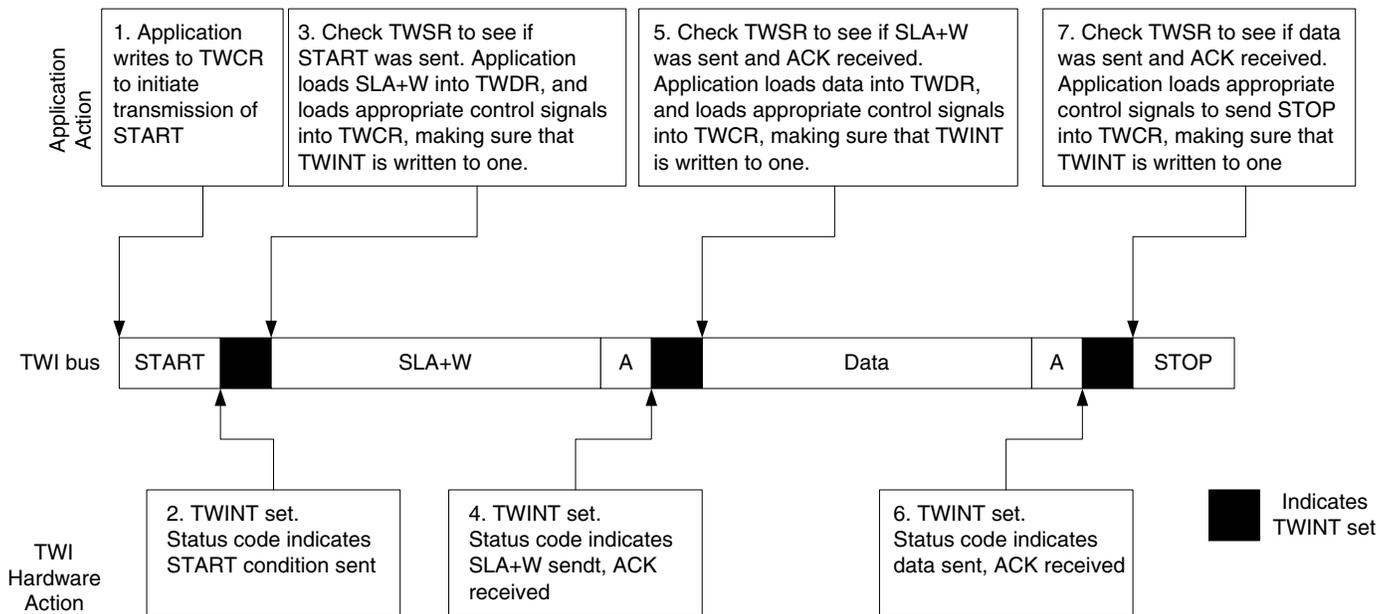 Application
Action
1. Application
writes to TWCR
to initiate
transmission of
START
3. Check TWSR to see if
START was sent. Application
loads SLA+W into TWDR, and
loads appropriate control signals
into TWCR, making sure that
TWINT is written to one.
5. Check TWSR to see if SLA+W
was sent and ACK received.
Application loads data into TWDR,
and loads appropriate control signals
into TWCR, making sure that TWINT
is written to one.
7. Check TWSR to see if data
was sent and ACK received.
Application loads appropriate
control signals to send STOP
into TWCR, making sure that
TWINT is written to one
TWI bus
START
SLA+W
A
Data
A
STOP
2. TWINT set.
Status code indicates
START condition sent
4. TWINT set.
Status code indicates
SLA+W sendt, ACK
received
6. TWINT set.
Status code indicates
data sent, ACK received
Indicates
TWINT set
TWI
Hardware
Action